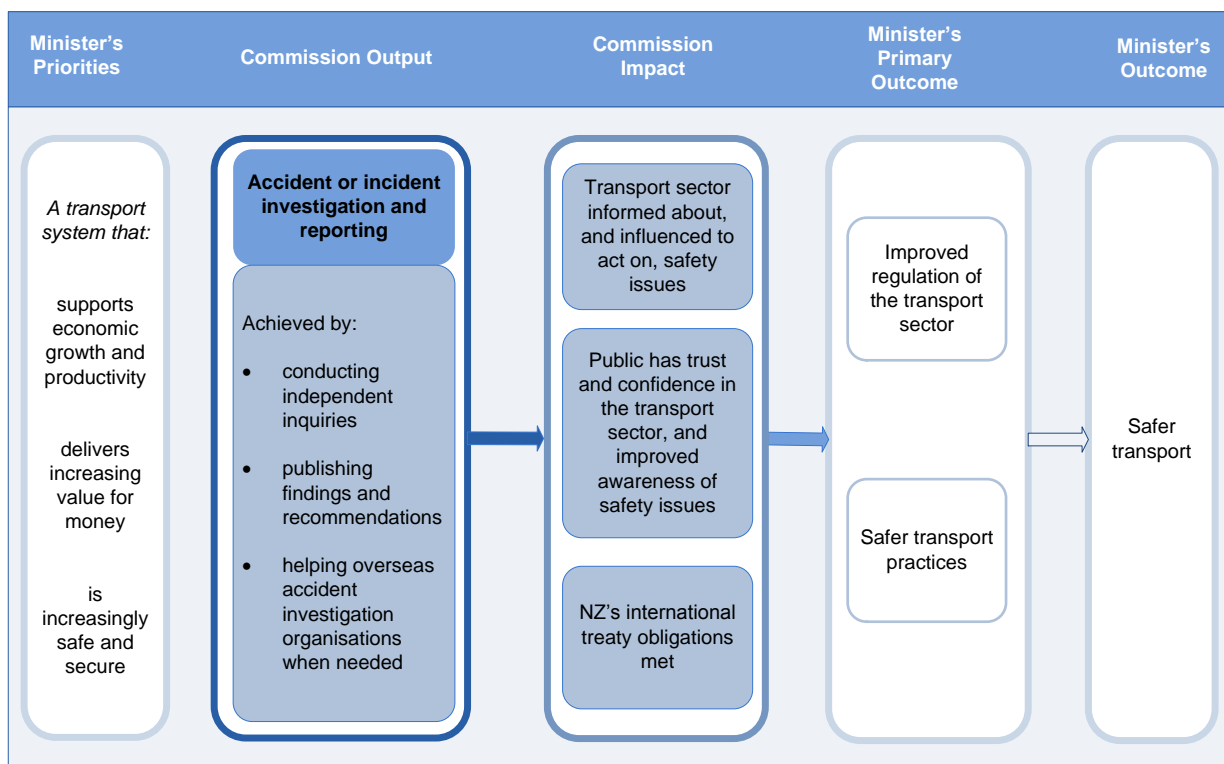 Minister's
Priorities
Commission Output
Commission
Impact
Minister's
Primary
Outcome
Minister's
Outcome
A transport
system that:
supports
economic
growth and
productivity
delivers
increasing
value for
money
is
increasingly
safe and
secure
Accident or incident
investigation and
reporting
Achieved by:
• conducting
independent
inquiries
• publishing
findings and
recommendations
• helping overseas
accident
investigation
organisations
when needed
Transport sector
informed about,
and influenced to
act on, safety
issues
Public has trust
and confidence in
the transport
sector, and
improved
awareness of
safety issues
NZ's international
treaty obligations
met
Improved
regulation of
the transport
sector
Safer transport
practices
Safer
transport